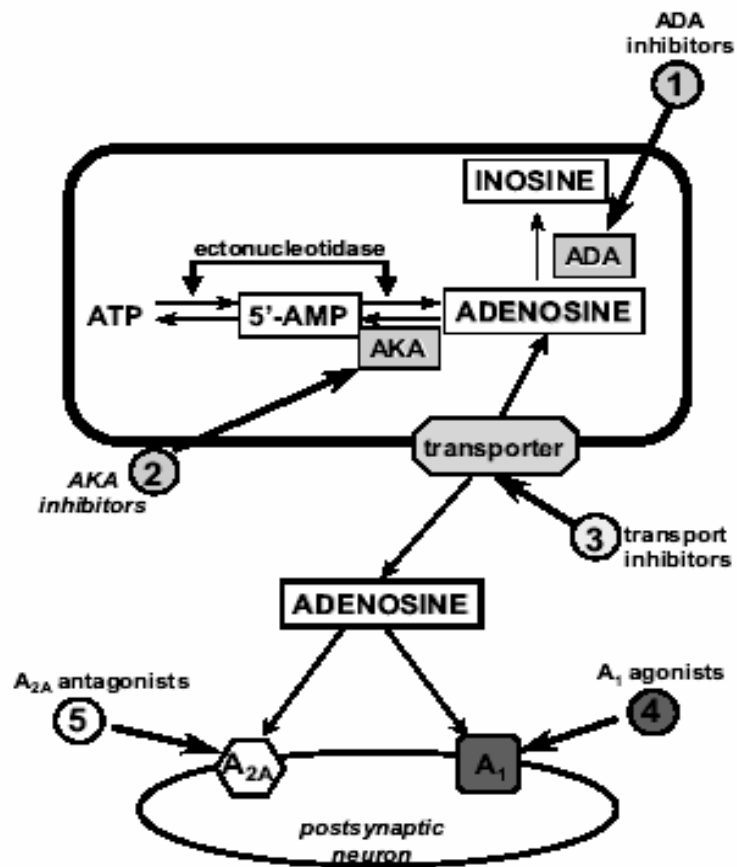 ADA
inhibitors
1
INOSINE
ectonucleotidase
ADA
ATP
5'-AMP
ADENOSINE
AKA
transporter
2
AKA
inhibitors
3
transport
inhibitors
ADENOSINE
A2A antagonists
A1 agonists
5
4
A2A
A1
postsynaptic
neuron